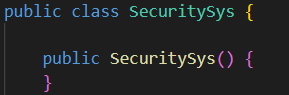 public class SecuritySys {
public SecuritySys() {
}